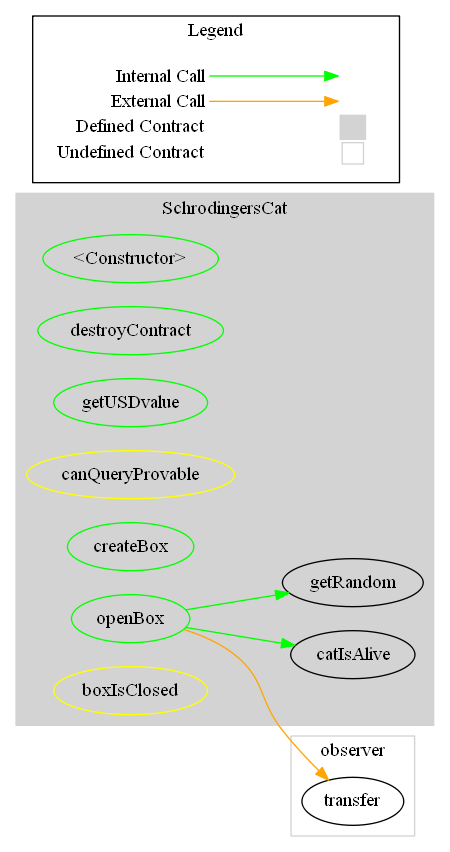 Legend
Internal Call
External Call
Defined Contract
Undefined Contract
SchrodingersCat
<Constructor>
destroyContract
getUSDvalue
canQueryProvable
createBox
openBox
boxIsClosed
getRandom
catIsAlive
observer
transfer